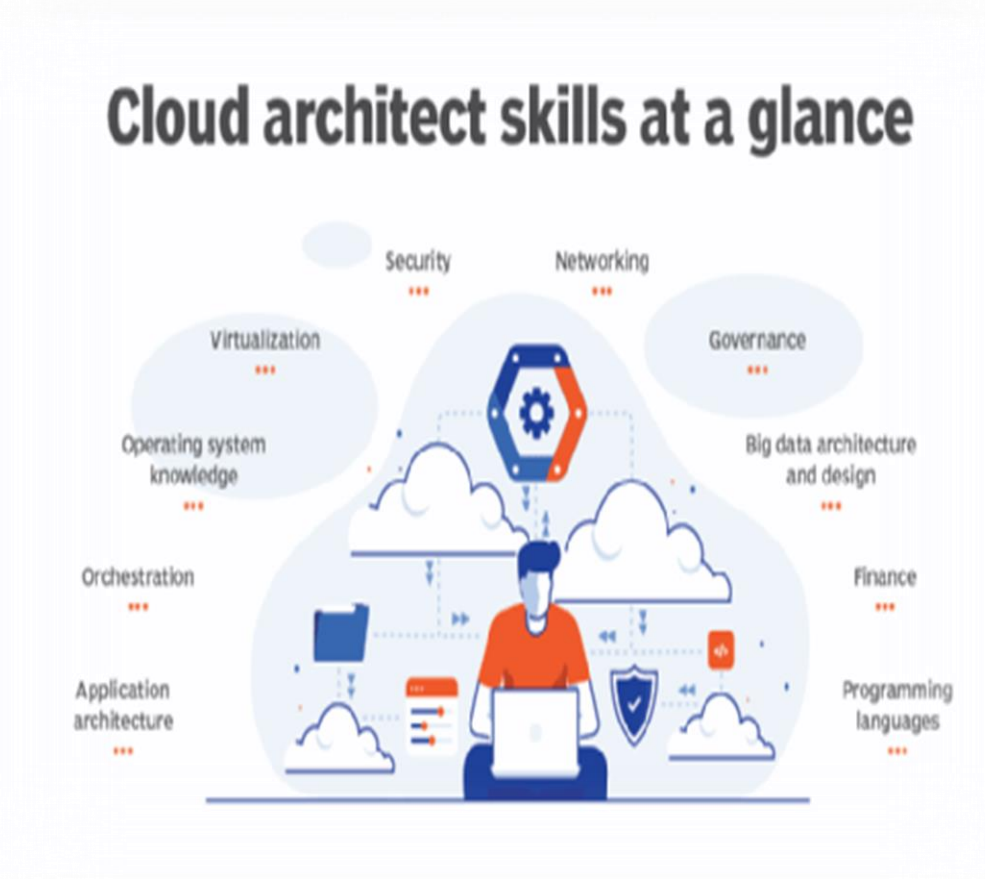 Cloud architect skills at a glance
Security
Networking
Virtualization
Governance
Operating system
knowledge
Big data architecture
and design
Orchestration
Finance
Application
architecture
Programming
languages
</>